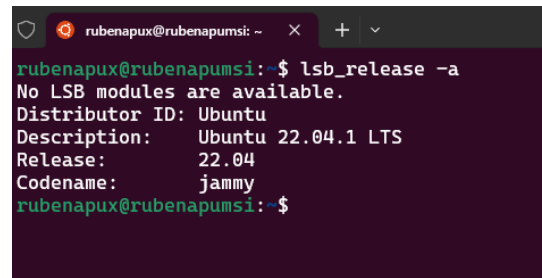 rubenapux@rubenapumsi: ~
rubenapux@rubenapumsi:~$ lsb_release -a
No LSB modules are available.
Distributor ID: Ubuntu
Description:    Ubuntu 22.04.1 LTS
Release:        22.04
Codename:       jammy
rubenapux@rubenapumsi:~$